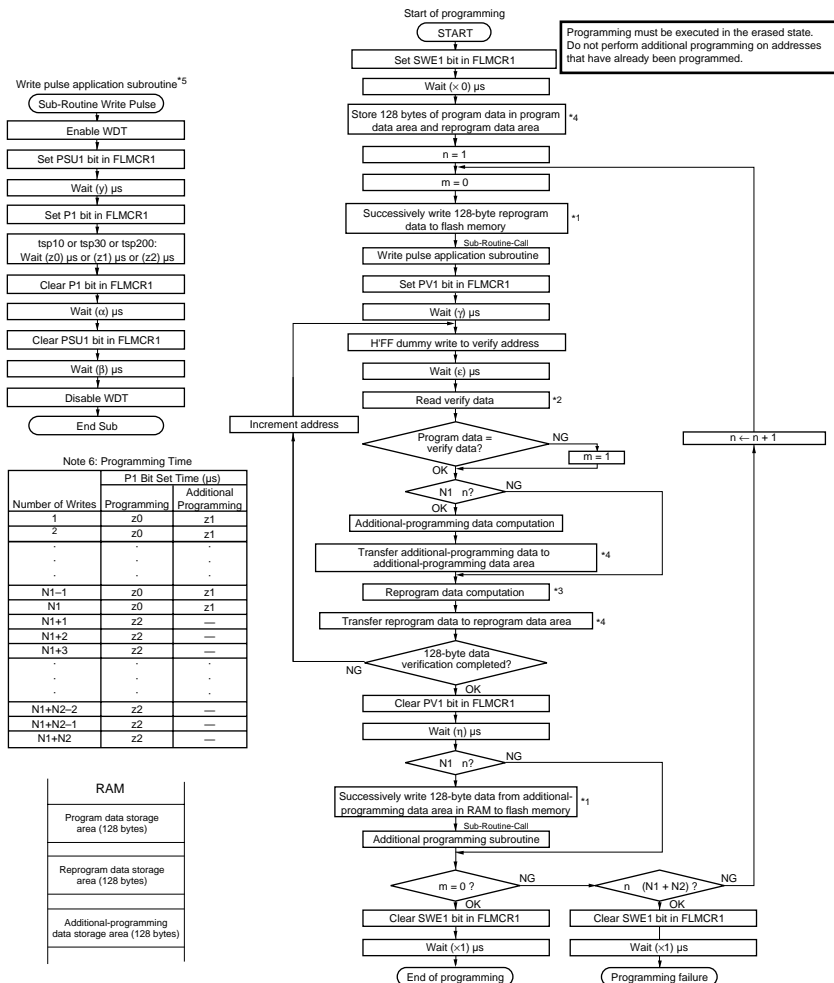 Start of programming
START
Programming must be executed in the erased state.
Do not perform additional programming on addresses
that have already been programmed.
Set SWE1 bit in FLMCR1
Wait (×0) µs
Store 128 bytes of program data in program
data area and reprogram data area
*4
n = 1
m = 0
Successively write 128-byte reprogram
data to flash memory
*1
Sub-Routine-Call
Write pulse application subroutine
Set PV1 bit in FLMCR1
Wait (γ) µs
H'FF dummy write to verify address
Wait (ε) µs
Read verify data
*2
Increment address
Program data =
verify data?
NG
m = 1
OK
n ← n + 1
N1 n?
NG
OK
Additional-programming data computation
Transfer additional-programming data to
additional-programming data area
*4
Reprogram data computation
*3
Transfer reprogram data to reprogram data area
*4
128-byte data
verification completed?
NG
OK
Clear PV1 bit in FLMCR1
Wait (η) µs
N1 n?
NG
OK
Successively write 128-byte data from additional-
programming data area in RAM to flash memory
*1
Sub-Routine-Call
Additional programming subroutine
m = 0 ?
NG
OK
n (N1 + N2) ?
NG
OK
Clear SWE1 bit in FLMCR1
Clear SWE1 bit in FLMCR1
Wait (×1) µs
Wait (×1) µs
End of programming
Programming failure
Write pulse application subroutine*5
Sub-Routine Write Pulse
Enable WDT
Set PSU1 bit in FLMCR1
Wait (y) µs
Set P1 bit in FLMCR1
tsp10 or tsp30 or tsp200:
Wait (z0) µs or (z1) µs or (z2) µs
Clear P1 bit in FLMCR1
Wait (α) µs
Clear PSU1 bit in FLMCR1
Wait (β) µs
Disable WDT
End Sub
Note 6: Programming Time
P1 Bit Set Time (µs)
Number of Writes Programming Additional Programming
1 z0 z1
2 z0 z1
. . .
. . .
. . .
N1–1 z0 z1
N1 z0 z1
N1+1 z2 —
N1+2 z2 —
N1+3 z2 —
. . .
. . .
. . .
N1+N2–2 z2 —
N1+N2–1 z2 —
N1+N2 z2 —
RAM
Program data storage
area (128 bytes)
Reprogram data storage
area (128 bytes)
Additional-programming
data storage area (128 bytes)